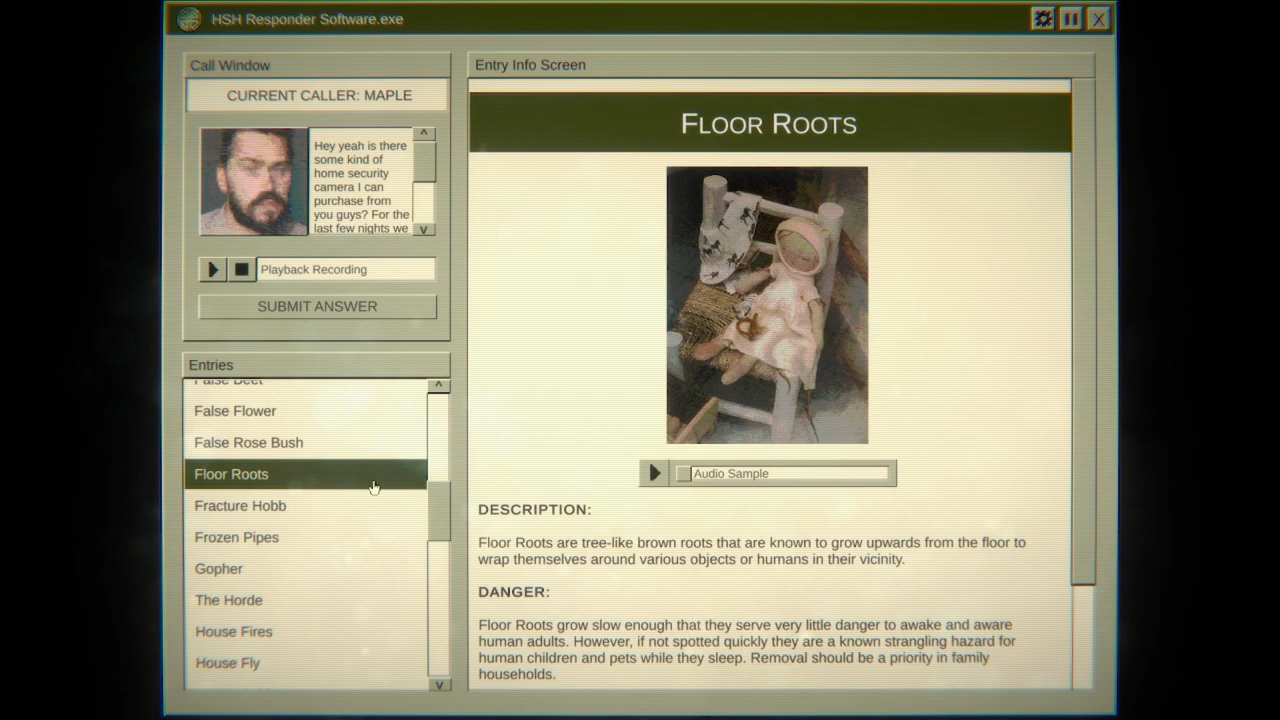 HSH Responder Software.exe
X
Call Window
CURRENT CALLER: MAPLE
Hey yeah is there
some kind of
home security
camera I can
purchase from
you guys? For the
last few nights we
Playback Recording
SUBMIT ANSWER
Entries
False Beet
False Flower
False Rose Bush
Floor Roots
Fracture Hobb
Frozen Pipes
Gopher
The Horde
House Fires
House Fly
Entry Info Screen
FLOOR ROOTS
Audio Sample
DESCRIPTION:
Floor Roots are tree-like brown roots that are known to grow upwards from the floor to
wrap themselves around various objects or humans in their vicinity.
DANGER:
Floor Roots grow slow enough that they serve very little danger to awake and aware
human adults. However, if not spotted quickly they are a known strangling hazard for
human children and pets while they sleep. Removal should be a priority in family
households.